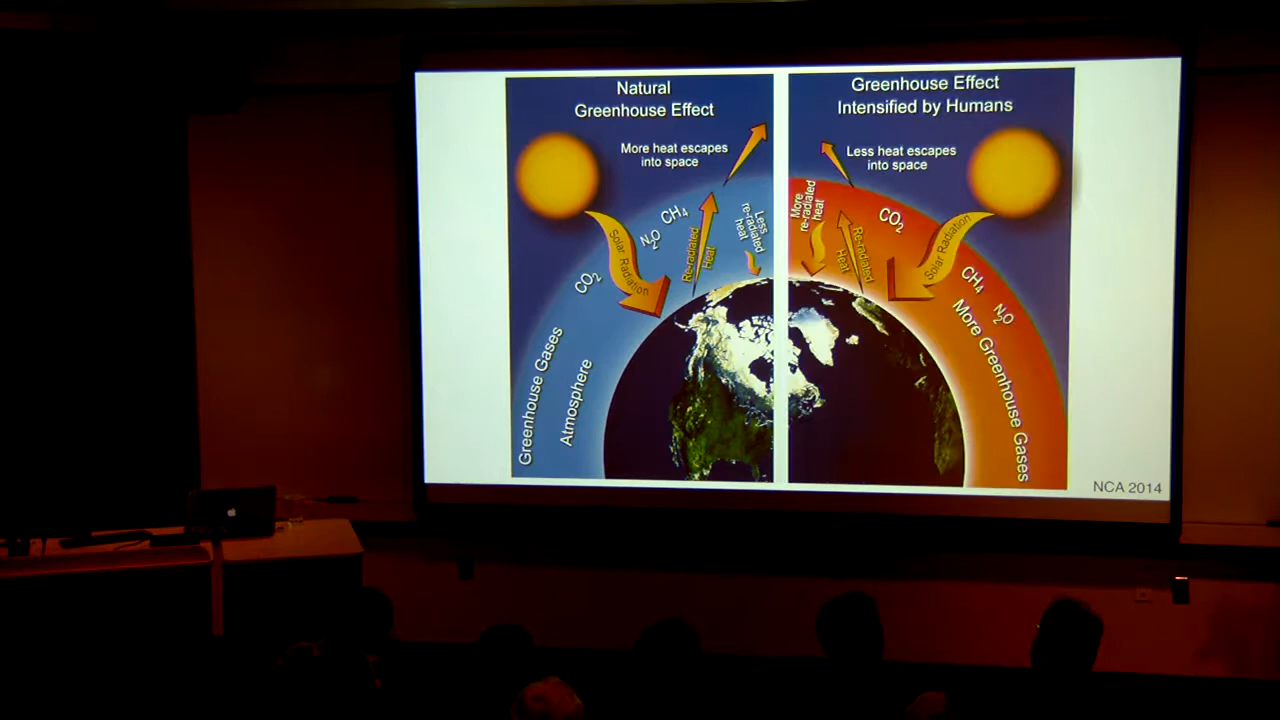 Natural
Greenhouse Effect
More heat escapes
into space
CH₄
N₂O
CO₂
Solar Radiation
Re-radiated
Heat
Less
re-radiated
heat
Greenhouse Gases
Atmosphere
Greenhouse Effect
Intensified by Humans
Less heat escapes
into space
More
re-radiated
heat
Re-radiated
Heat
CO₂
Solar Radiation
CH₄
N₂O
More Greenhouse Gases
NCA 2014